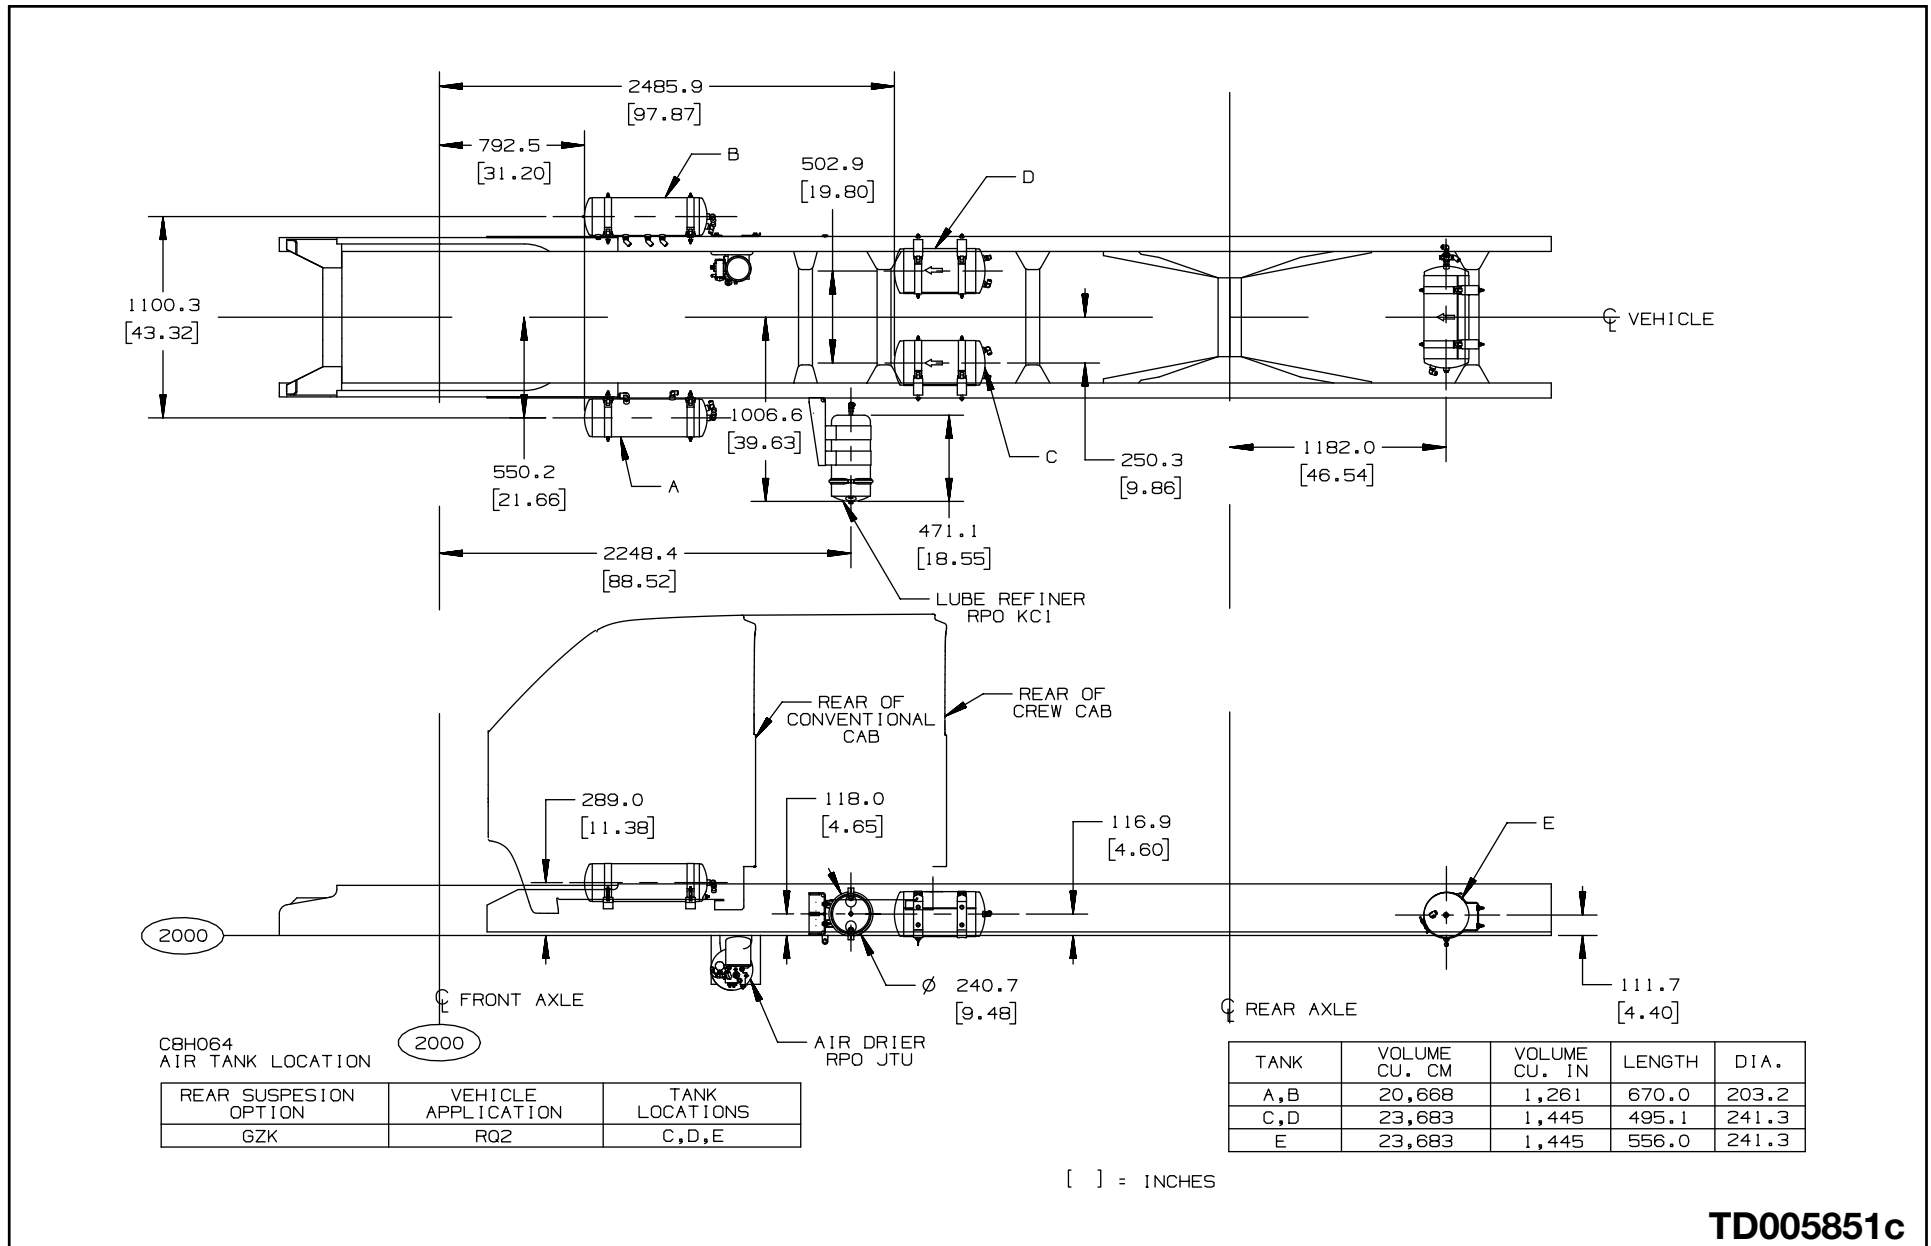 2485.9
[97.87]
792.5
[31.20]
B
502.9
[19.80]
D
1100.3
[43.32]
℄ VEHICLE
1006.6
[39.63]
550.2
[21.66]
A
C
250.3
[9.86]
1182.0
[46.54]
471.1
[18.55]
2248.4
[88.52]
LUBE REFINER
RPO KC1
REAR OF
CONVENTIONAL
CAB
REAR OF
CREW CAB
289.0
[11.38]
118.0
[4.65]
116.9
[4.60]
E
2000
℄ FRONT AXLE
Ø 240.7
[9.48]
℄ REAR AXLE
111.7
[4.40]
2000
AIR DRIER
RPO JTU
C8H064
AIR TANK LOCATION
REAR SUSPESION OPTION VEHICLE APPLICATION TANK LOCATIONS
GZK RQ2 C,D,E
TANK VOLUME CU. CM VOLUME CU. IN LENGTH DIA.
A,B 20,668 1,261 670.0 203.2
C,D 23,683 1,445 495.1 241.3
E 23,683 1,445 556.0 241.3
[ ] = INCHES
TD005851c